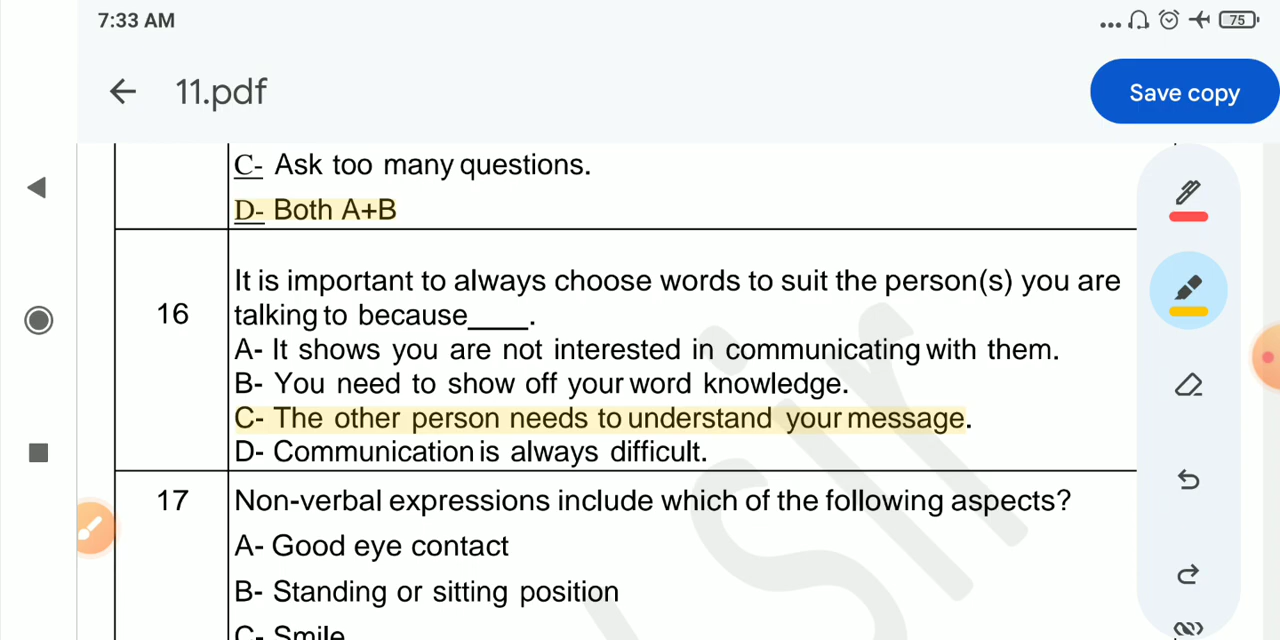 7:33 AM
75
11.pdf
Save copy
C- Ask too many questions.
D- Both A+B
It is important to always choose words to suit the person(s) you are
16 talking to because____.
A- It shows you are not interested in communicating with them.
B- You need to show off your word knowledge.
C- The other person needs to understand your message.
D- Communication is always difficult.
17 Non-verbal expressions include which of the following aspects?
A- Good eye contact
B- Standing or sitting position
C- Smile
Sir